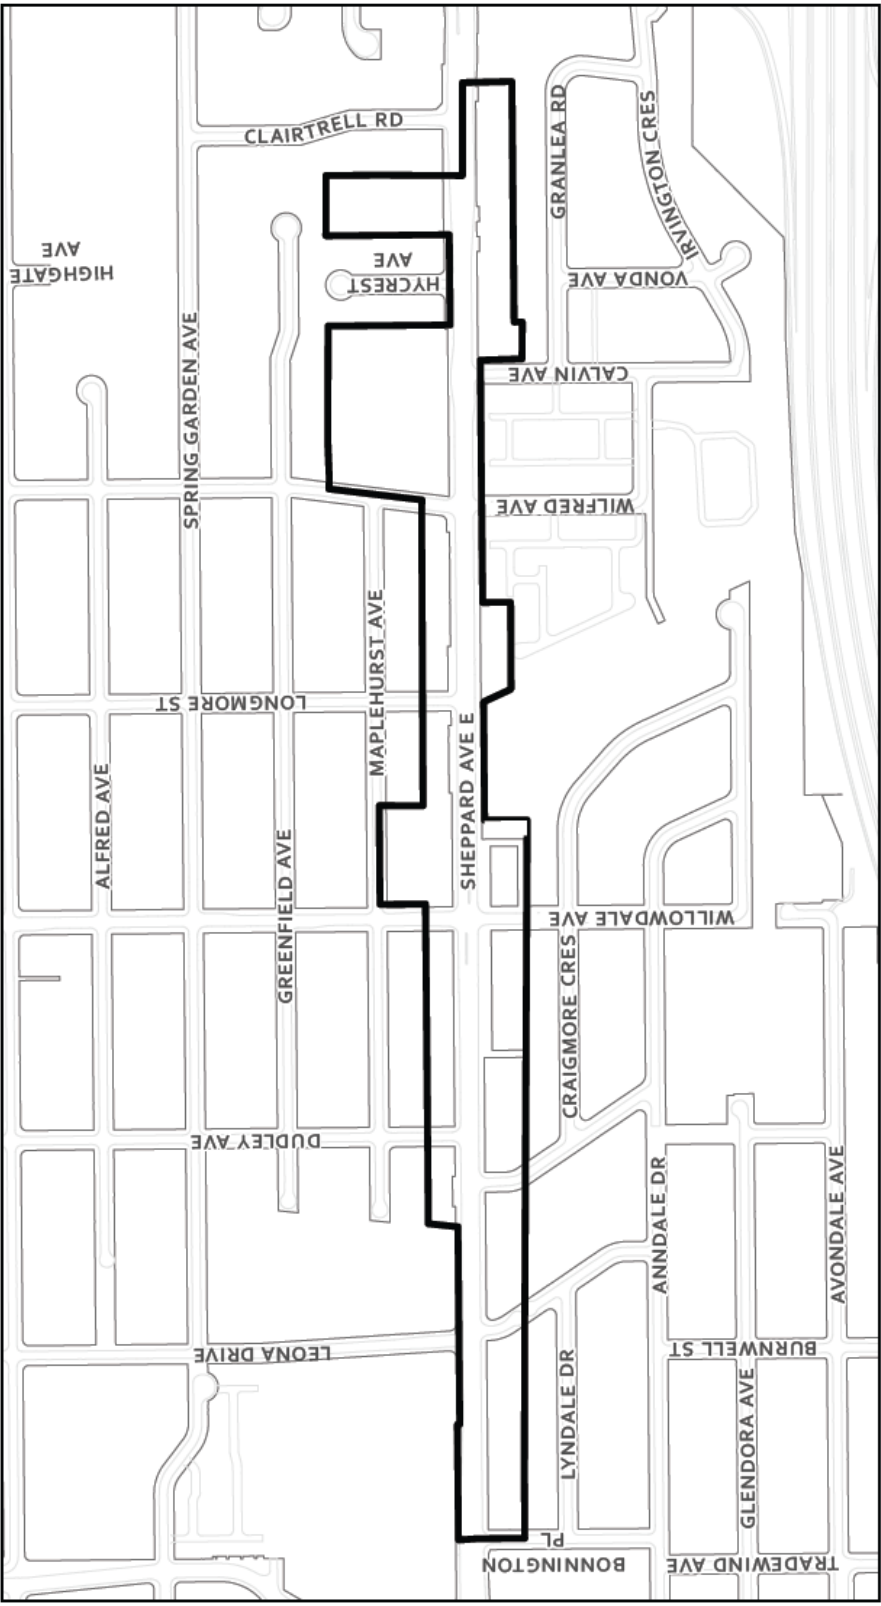 CLAIRTRELL RD
GRANLEA RD
IRVINGTON CRES
HIGHGATE
AVE
HYCREST
AVE
VONDA AVE
SPRING GARDEN AVE
CALVIN AVE
WILFRED AVE
MAPLEHURST AVE
LONGMORE ST
SHEPPARD AVE E
ALFRED AVE
GREENFIELD AVE
WILLOWDALE AVE
CRAIGMORE CRES
DUDLEY AVE
ANNDALE DR
AVONDALE AVE
LEONA DRIVE
BURNWELL ST
LYNDALE DR
GLENDORA AVE
BONNINGTON
PL
TRADEWIND AVE